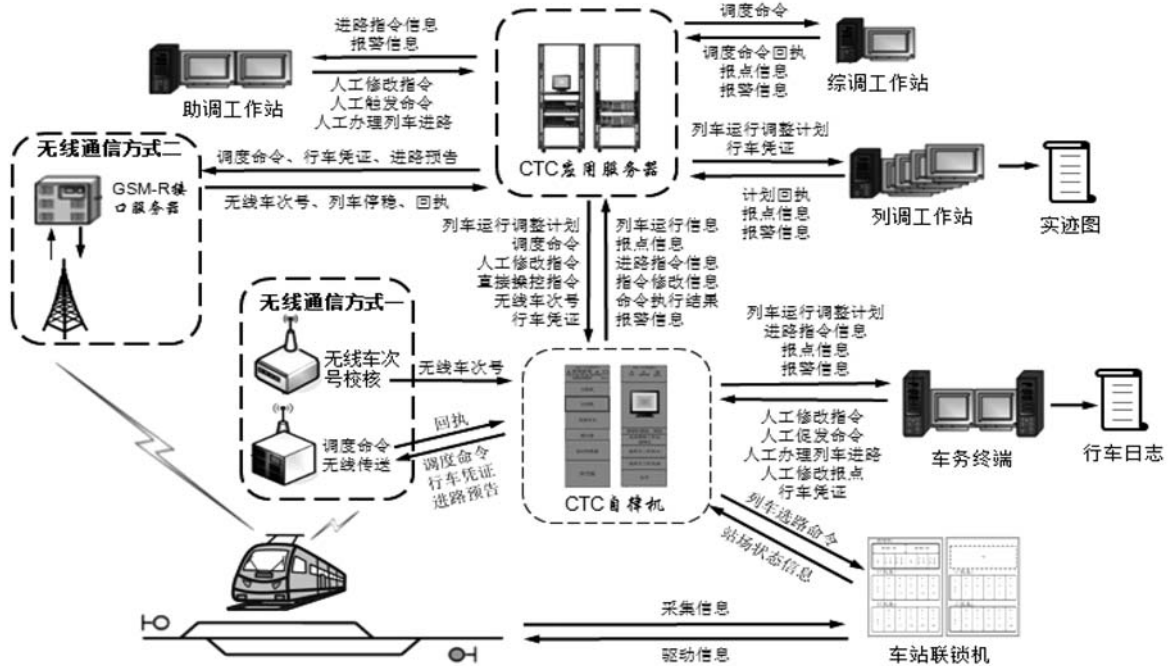 进路指令信息
报警信息
人工修改指令
人工触发命令
人工办理列车进路
助调工作站
CTC应用服务器
调度命令
调度命令回执
报点信息
报警信息
综调工作站
无线通信方式二
GSM-R接
口服务器
调度命令、行车凭证、进路预告
无线车次号、列车停稳、回执
列车运行调整计划
行车凭证
计划回执
报点信息
报警信息
列调工作站
实迹图
列车运行调整计划
调度命令
人工修改指令
直接操控指令
无线车次号
行车凭证
列车运行信息
报点信息
进路指令信息
指令修改信息
命令执行结果
报警信息
无线通信方式一
无线车次
号校核
无线车次号
调度命令
无线传送
回执
调度命令
行车凭证
进路预告
CTC自律机
列车运行调整计划
进路指令信息
报点信息
报警信息
人工修改指令
人工促发命令
人工办理列车进路
人工修改报点
行车凭证
车务终端
行车日志
列车选路命令
站场状态信息
采集信息
驱动信息
车站联锁机